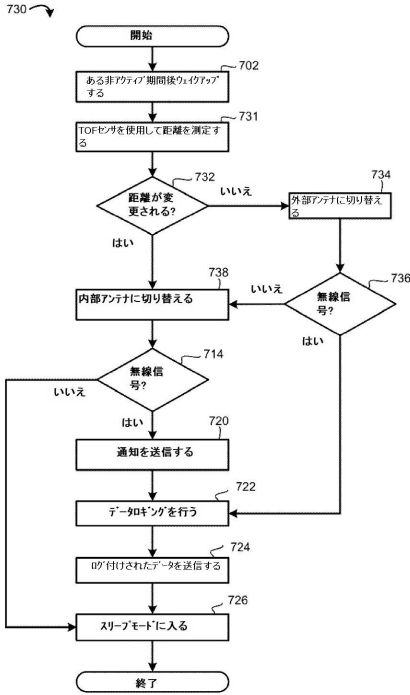 730
開始
702
ある非アクティブ期間後ウェイクアップ
する
731
TOFセンサを使用して距離を測定す
る
732
距離が変
更される?
いいえ
734
外部アンテナに切り替え
る
はい
738
内部アンテナに切り替える
いいえ
736
無線信
号?
はい
714
無線信
号?
いいえ
はい
720
通知を送信する
722
データロギングを行う
724
ログ付けされたデータを送信する
726
スリープモードに入る
終了